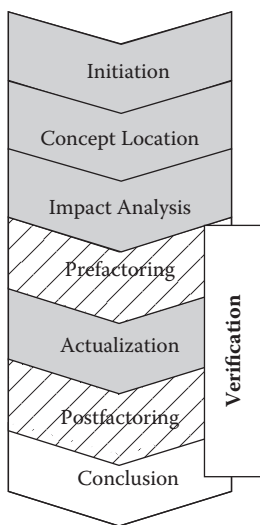 Initiation
Concept Location
Impact Analysis
Prefactoring
Actualization
Postfactoring
Conclusion
Verification